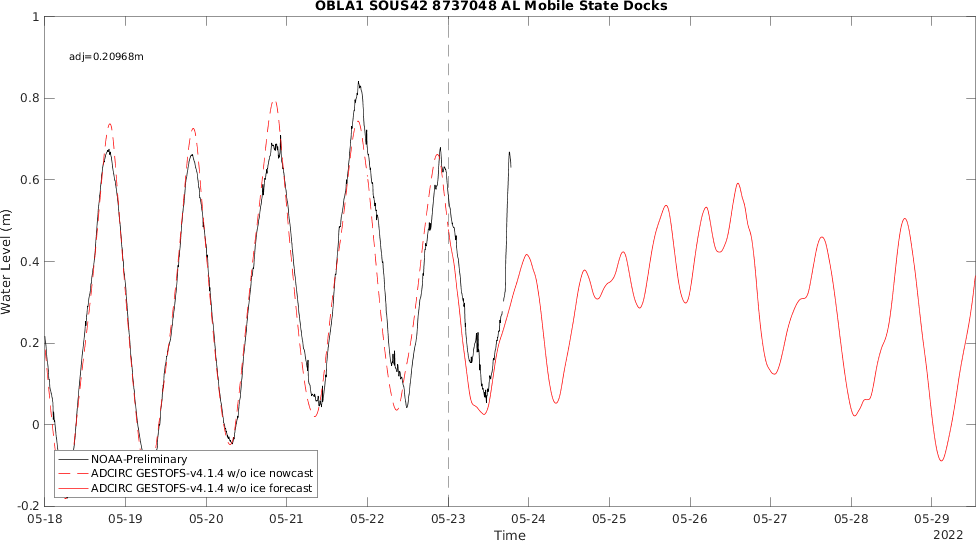 OBLA1 SOUS42 8737048 AL Mobile State Docks
adj=0.20968m
Water Level (m)
1
0.8
0.6
0.4
0.2
0
-0.2
NOAA-Preliminary
ADCIRC GESTOFS-v4.1.4 w/o ice nowcast
ADCIRC GESTOFS-v4.1.4 w/o ice forecast
05-18 05-19 05-20 05-21 05-22 05-23 05-24 05-25 05-26 05-27 05-28 05-29
Time
2022